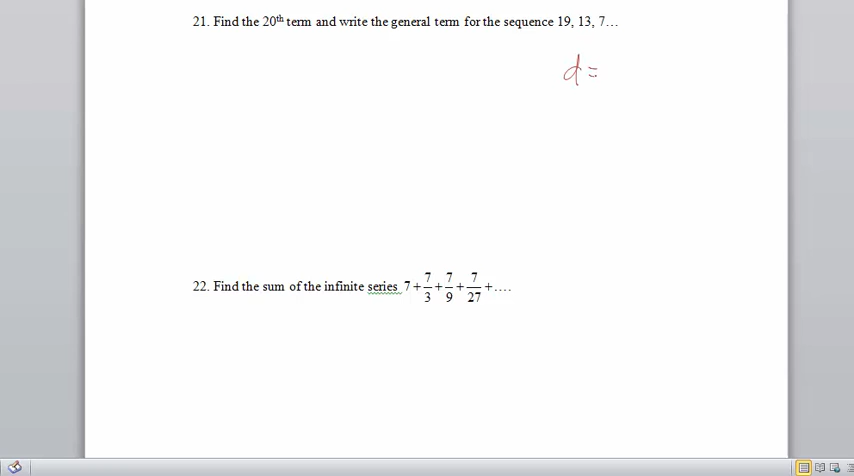 21. Find the 20th term and write the general term for the sequence 19, 13, 7…
d =
22. Find the sum of the infinite series 7 + 7/3 + 7/9 + 7/27 + ….